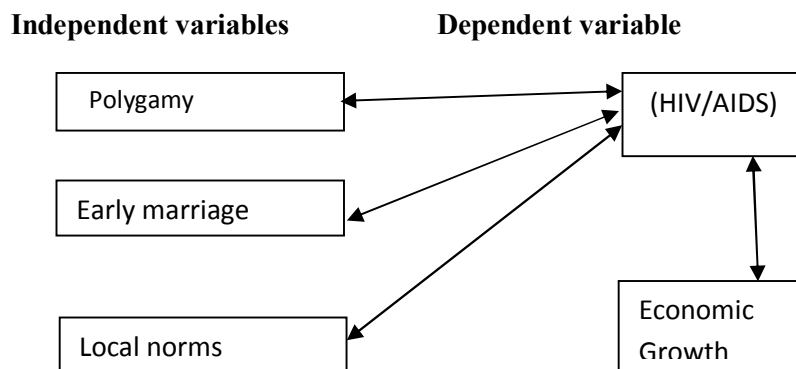 Independent variables
Dependent variable
Polygamy
(HIV/AIDS)
Early marriage
Local norms
Economic
Growth